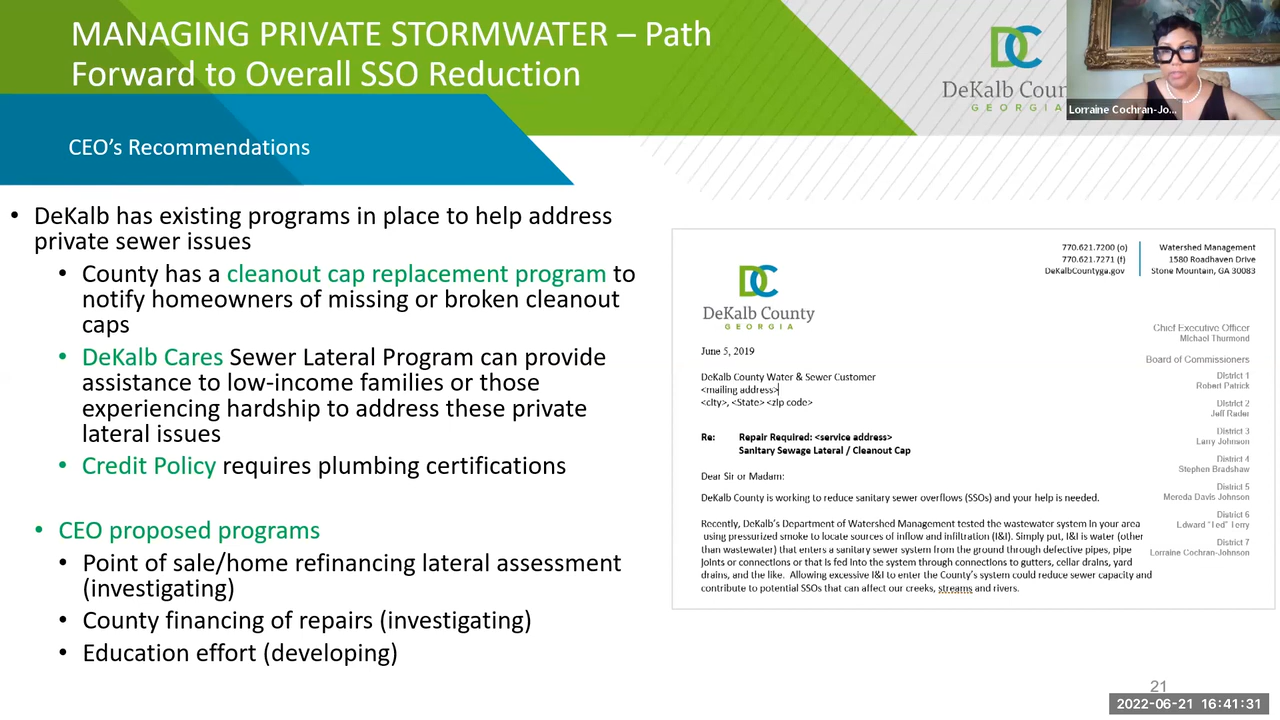 MANAGING PRIVATE STORMWATER – Path
Forward to Overall SSO Reduction
DC
DeKalb Coun
GEORGIA
Lorraine Cochran-Jo...
CEO's Recommendations
• DeKalb has existing programs in place to help address
private sewer issues
• County has a cleanout cap replacement program to
notify homeowners of missing or broken cleanout
caps
• DeKalb Cares Sewer Lateral Program can provide
assistance to low-income families or those
experiencing hardship to address these private
lateral issues
• Credit Policy requires plumbing certifications
• CEO proposed programs
• Point of sale/home refinancing lateral assessment
(investigating)
• County financing of repairs (investigating)
• Education effort (developing)
770.621.7200 (o)
770.621.7271 (f)
DeKalbCountyga.gov
Watershed Management
1580 Roadhaven Drive
Stone Mountain, GA 30083
DC
DeKalb County
GEORGIA
Chief Executive Officer
Michael Thurmond
Board of Commissioners
District 1
Robert Patrick
District 2
Jeff Rader
District 3
Larry Johnson
District 4
Stephen Bradshaw
District 5
Mereda Davis Johnson
District 6
Edward "Ted" Terry
District 7
Lorraine Cochran-Johnson
June 5, 2019
DeKalb County Water & Sewer Customer
<mailing address>
<city>, <State> <zip code>
Re: Repair Required: <service address>
Sanitary Sewage Lateral / Cleanout Cap
Dear Sir or Madam:
DeKalb County is working to reduce sanitary sewer overflows (SSOs) and your help is needed.
Recently, DeKalb's Department of Watershed Management tested the wastewater system in your area
using pressurized smoke to locate sources of inflow and infiltration (I&I). Simply put, I&I is water (other
than wastewater) that enters a sanitary sewer system from the ground through defective pipes, pipe
joints or connections or that is fed into the system through connections to gutters, cellar drains, yard
drains, and the like. Allowing excessive I&I to enter the County's system could reduce sewer capacity and
contribute to potential SSOs that can affect our creeks, streams and rivers.
21
2022-06-21 16:41:31